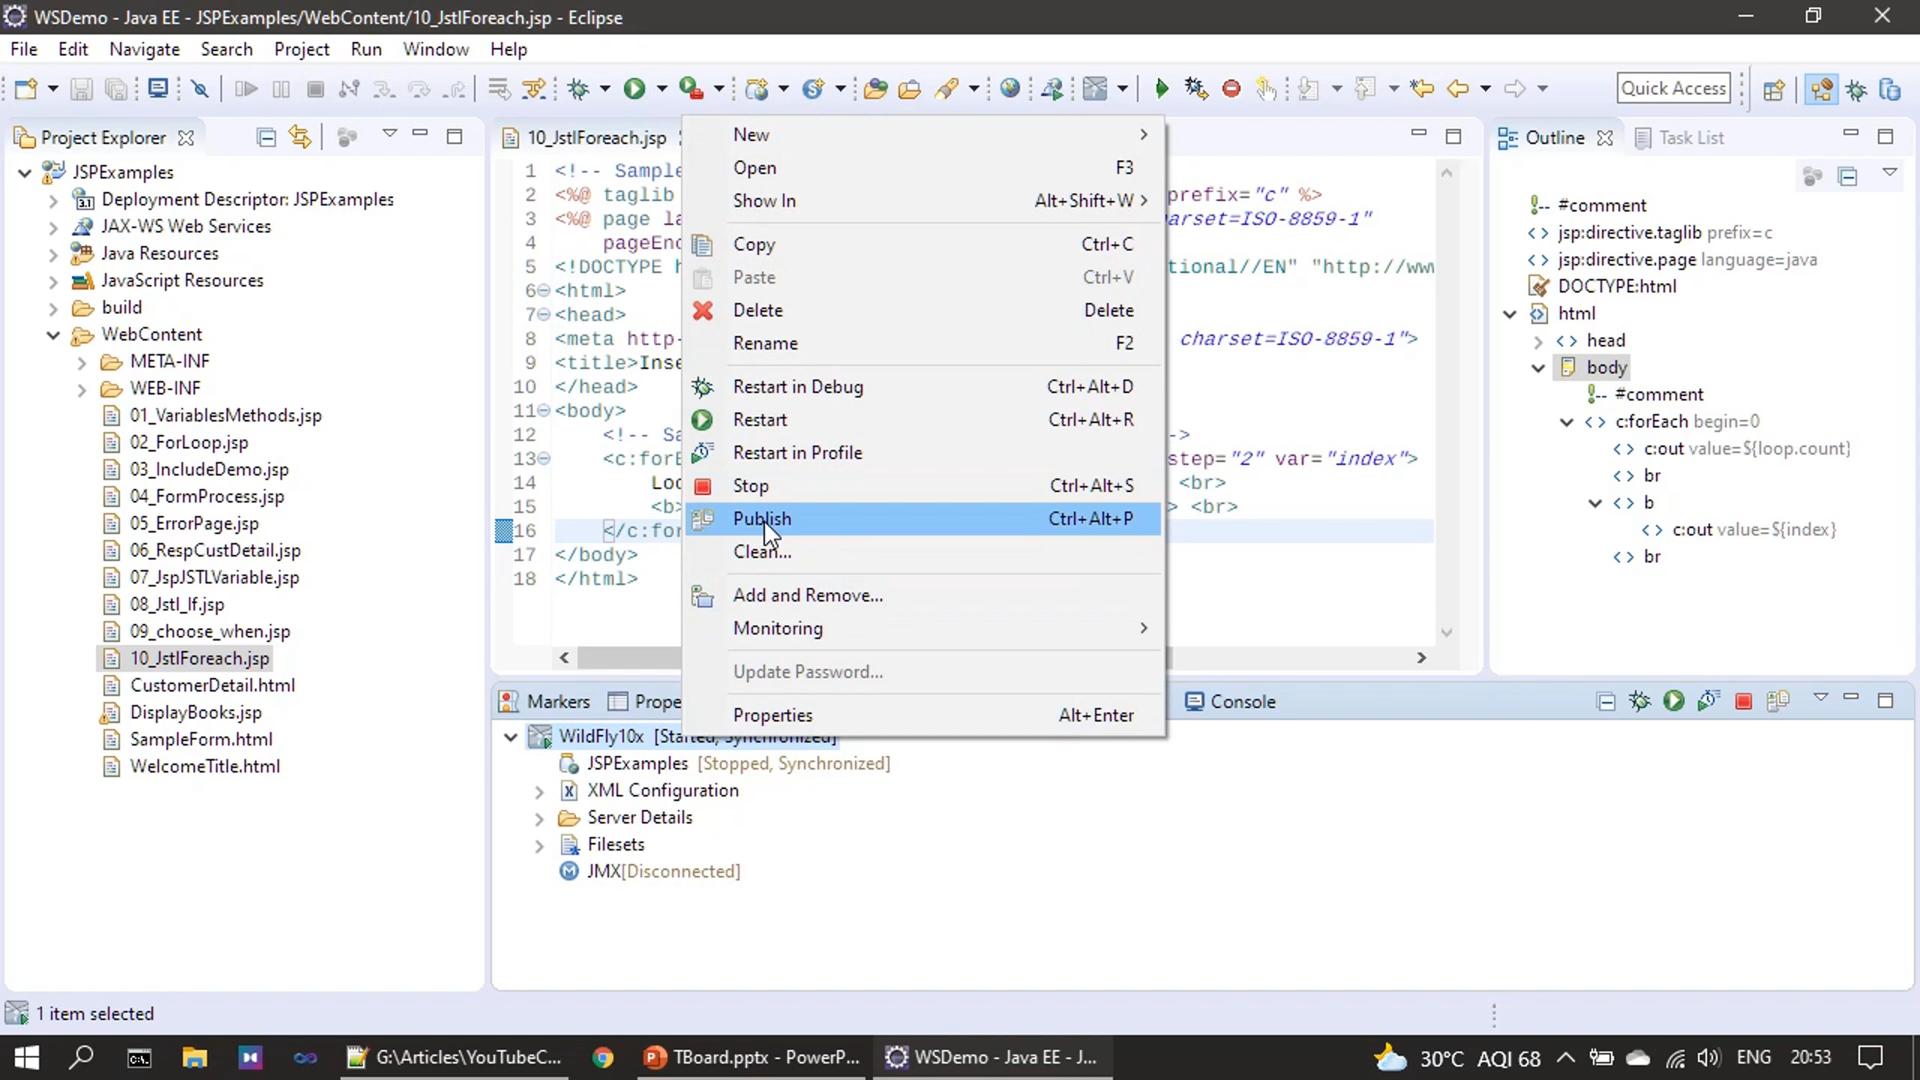 WSDemo - Java EE - JSPExamples/WebContent/10_JstlForeach.jsp - Eclipse
File Edit Navigate Search Project Run Window Help
Quick Access
Project Explorer
JSPExamples
Deployment Descriptor: JSPExamples
JAX-WS Web Services
Java Resources
JavaScript Resources
build
WebContent
META-INF
WEB-INF
01_VariablesMethods.jsp
02_ForLoop.jsp
03_IncludeDemo.jsp
04_FormProcess.jsp
05_ErrorPage.jsp
06_RespCustDetail.jsp
07_JspJSTLVariable.jsp
08_Jstl_If.jsp
09_choose_when.jsp
10_JstlForeach.jsp
CustomerDetail.html
DisplayBooks.jsp
SampleForm.html
WelcomeTitle.html
10_JstlForeach.jsp
1 <!-- Sampl
2 <%@ taglib prefix="c" %>
3 <%@ page la charset=ISO-8859-1"
4 pageEnc
5 <!DOCTYPE h tional//EN" "http://www
6 <html>
7 <head>
8 <meta http- charset=ISO-8859-1">
9 <title>Inse
10 </head>
11 <body>
12 <!-- Sa -->
13 <c:forE step="2" var="index">
14 Loo <br>
15 <b> > <br>
16 </c:for
17 </body>
18 </html>
New
Open F3
Show In Alt+Shift+W
Copy Ctrl+C
Paste Ctrl+V
Delete Delete
Rename F2
Restart in Debug Ctrl+Alt+D
Restart Ctrl+Alt+R
Restart in Profile
Stop Ctrl+Alt+S
Publish Ctrl+Alt+P
Clean...
Add and Remove...
Monitoring
Update Password...
Properties Alt+Enter
Outline Task List
#comment
jsp:directive.taglib prefix=c
jsp:directive.page language=java
DOCTYPE:html
html
head
body
#comment
c:forEach begin=0
c:out value=${loop.count}
br
b
c:out value=${index}
br
Markers Prope Console
WildFly10x [Started, Synchronized]
JSPExamples [Stopped, Synchronized]
XML Configuration
Server Details
Filesets
JMX[Disconnected]
1 item selected
G:\Articles\YouTubeC... TBoard.pptx - PowerP... WSDemo - Java EE - J... 30°C AQI 68 ENG 20:53